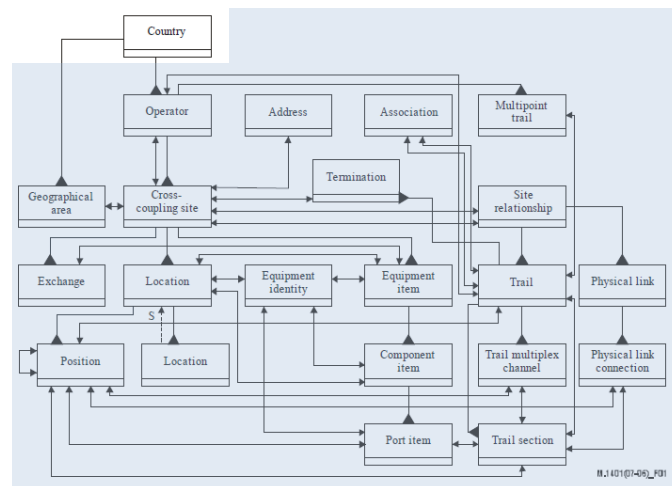 Country
Operator
Address
Association
Multipoint
trail
Termination
Geographical
area
Cross-
coupling site
Site
relationship
Exchange
Location
Equipment
identity
Equipment
item
Trail
Physical link
S
Position
Location
Component
item
Trail multiplex
channel
Physical link
connection
Port item
Trail section
M.1401(07-06)_F01